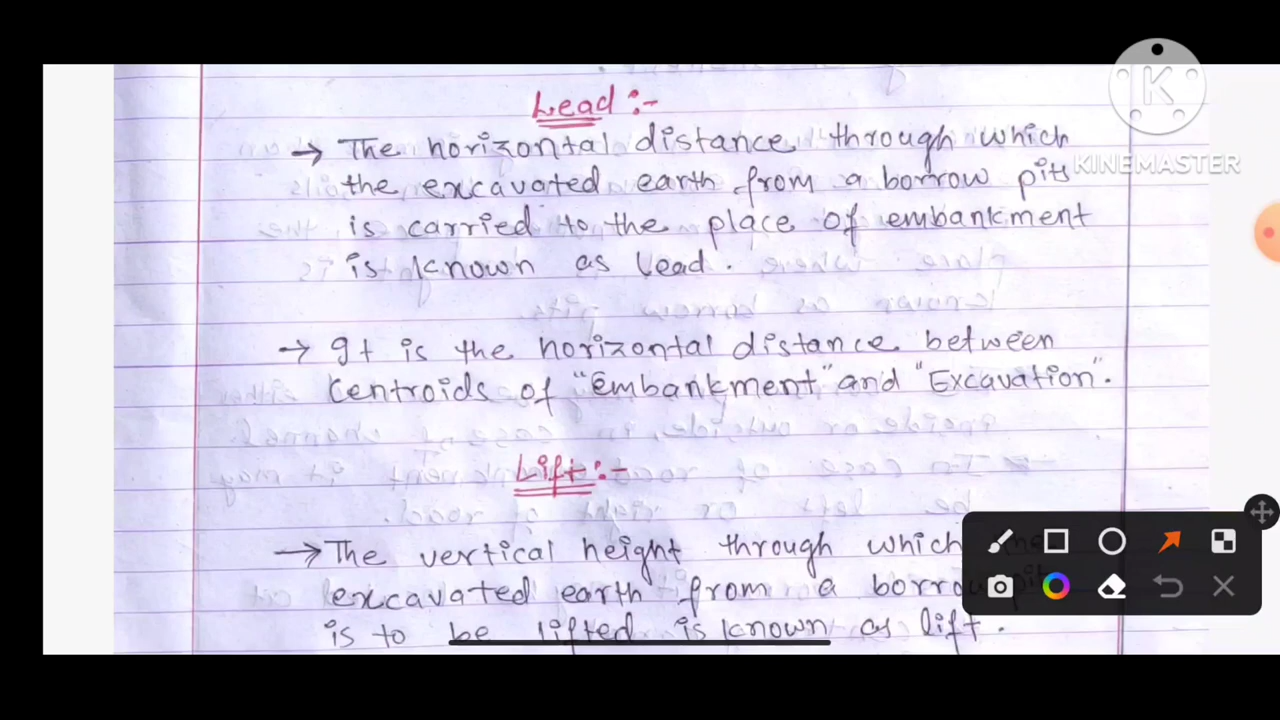 Lead :-
KINEMASTER
→ The horizontal distance through which
the excavated earth from a borrow pits
is carried to the place of embankment
is known as lead.
→ It is the horizontal distance between
Centroids of "Embankment" and "Excavation".
Lift :-
→ The vertical height through which
excavated earth from a
is to be lifted is known as lift.